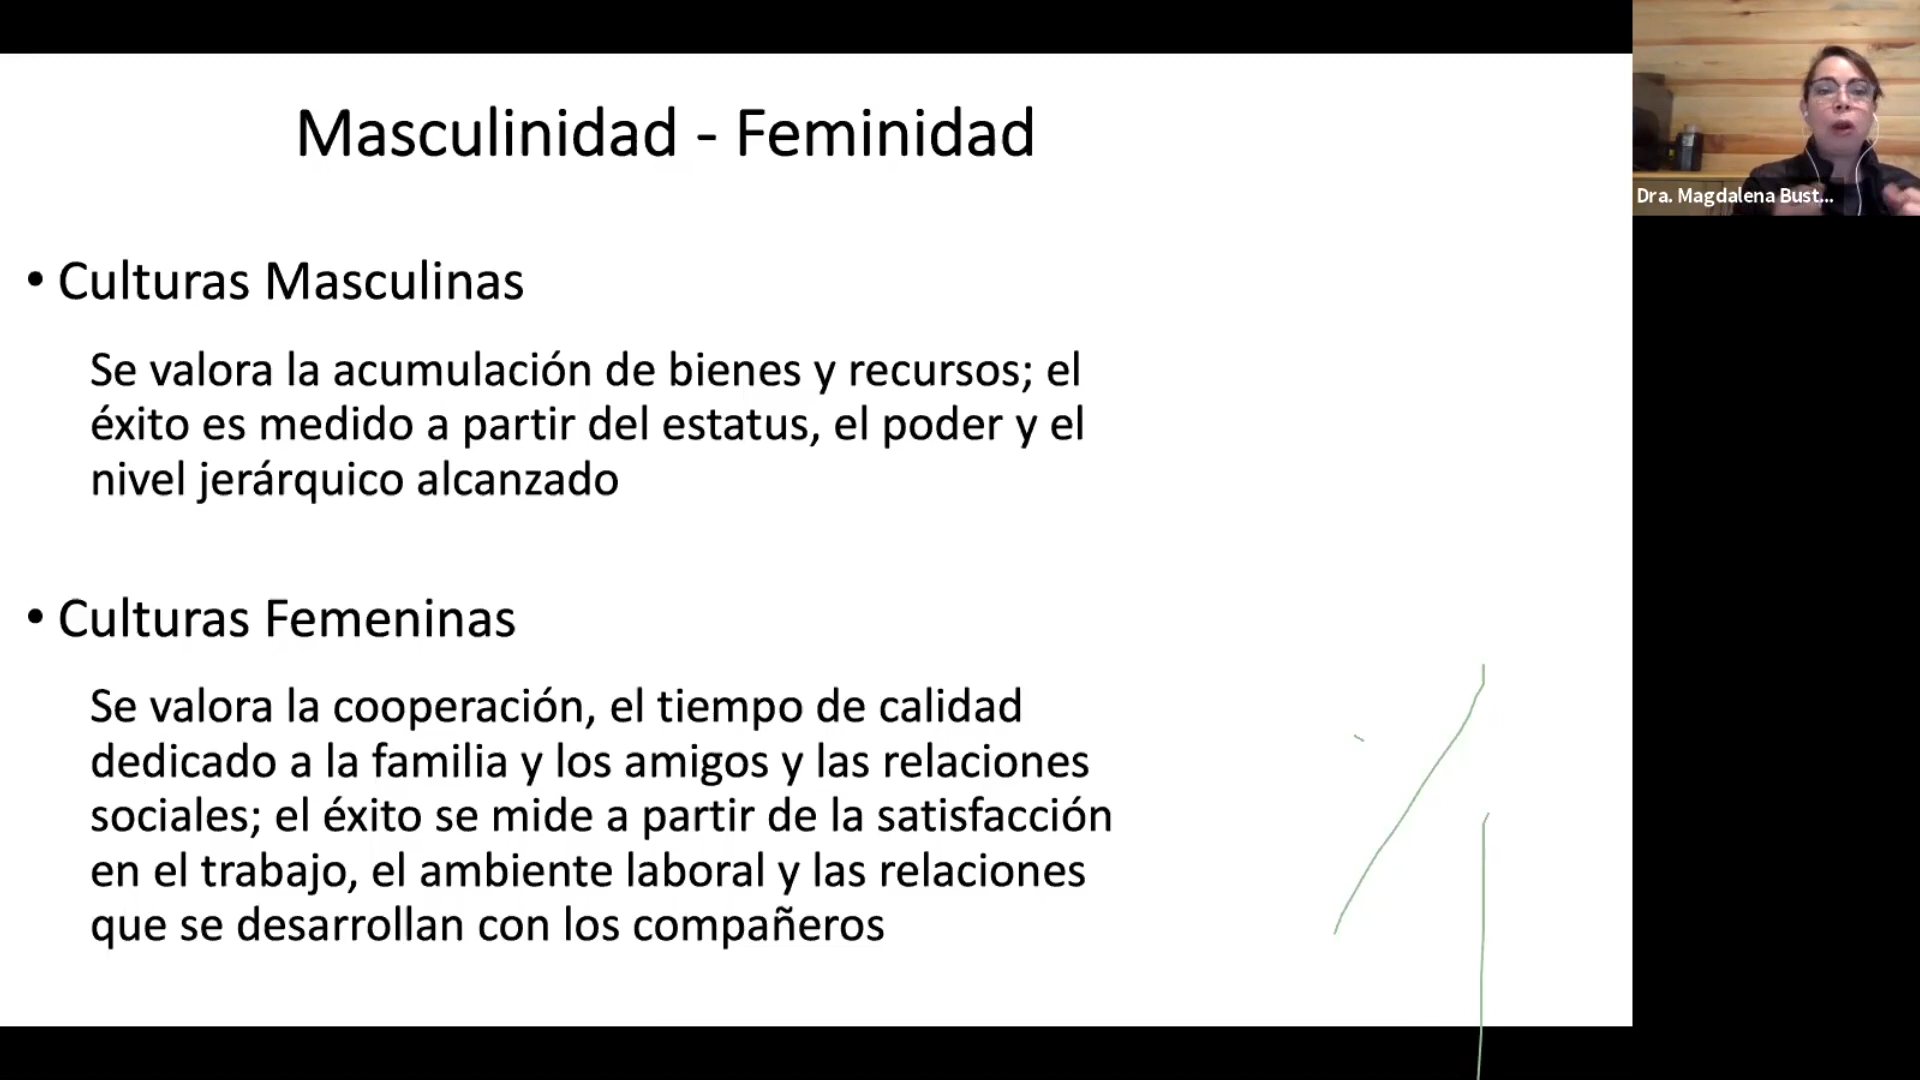 Masculinidad - Feminidad
• Culturas Masculinas
Se valora la acumulación de bienes y recursos; el
éxito es medido a partir del estatus, el poder y el
nivel jerárquico alcanzado
• Culturas Femeninas
Se valora la cooperación, el tiempo de calidad
dedicado a la familia y los amigos y las relaciones
sociales; el éxito se mide a partir de la satisfacción
en el trabajo, el ambiente laboral y las relaciones
que se desarrollan con los compañeros
Dra. Magdalena Bust...